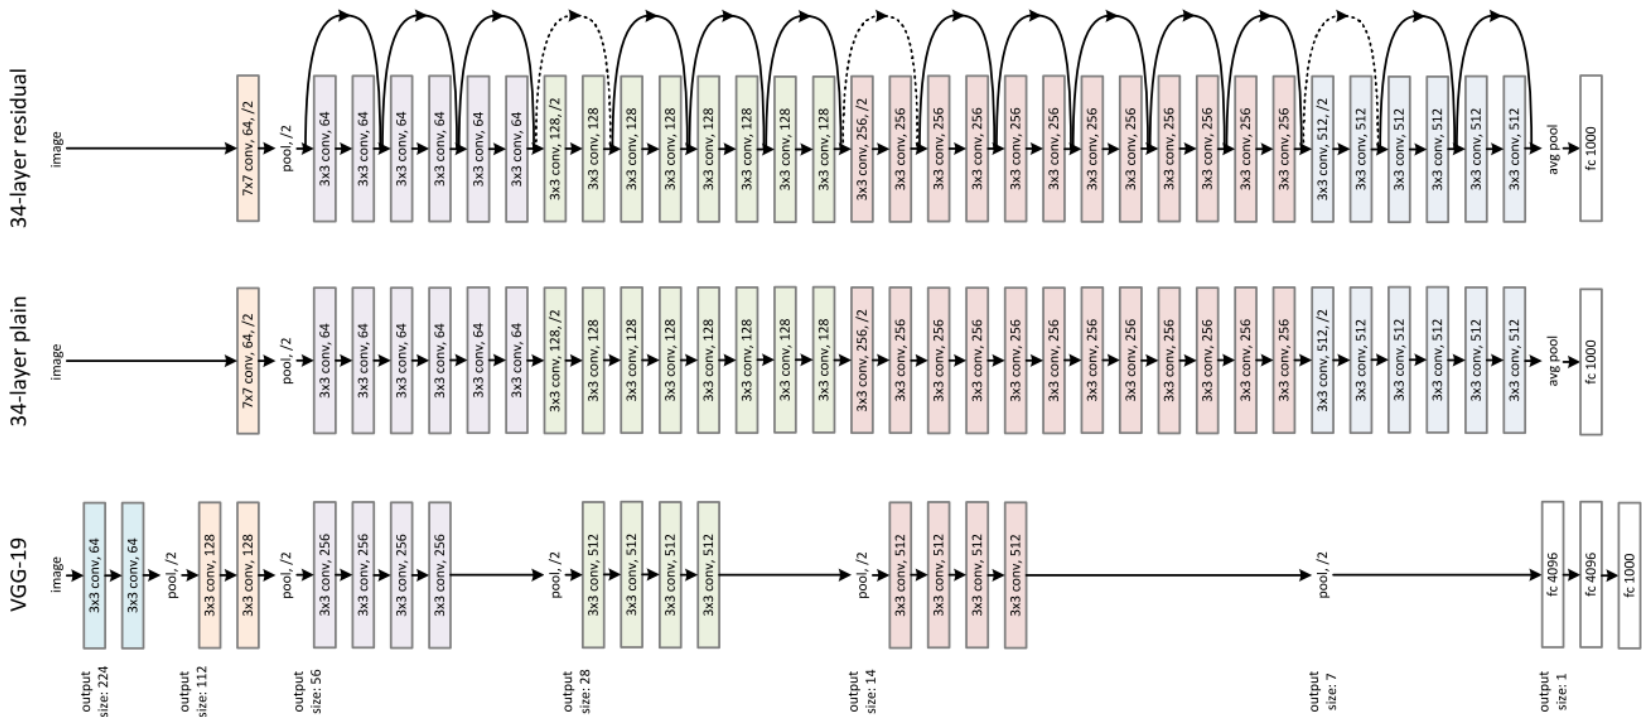 34-layer residual
image
7x7 conv, 64, /2
pool, /2
3x3 conv, 64
3x3 conv, 64
3x3 conv, 64
3x3 conv, 64
3x3 conv, 64
3x3 conv, 64
3x3 conv, 128, /2
3x3 conv, 128
3x3 conv, 128
3x3 conv, 128
3x3 conv, 128
3x3 conv, 128
3x3 conv, 128
3x3 conv, 128
3x3 conv, 256, /2
3x3 conv, 256
3x3 conv, 256
3x3 conv, 256
3x3 conv, 256
3x3 conv, 256
3x3 conv, 256
3x3 conv, 256
3x3 conv, 256
3x3 conv, 256
3x3 conv, 256
3x3 conv, 256
3x3 conv, 512, /2
3x3 conv, 512
3x3 conv, 512
3x3 conv, 512
3x3 conv, 512
3x3 conv, 512
avg pool
fc 1000
34-layer plain
image
7x7 conv, 64, /2
pool, /2
3x3 conv, 64
3x3 conv, 64
3x3 conv, 64
3x3 conv, 64
3x3 conv, 64
3x3 conv, 64
3x3 conv, 128, /2
3x3 conv, 128
3x3 conv, 128
3x3 conv, 128
3x3 conv, 128
3x3 conv, 128
3x3 conv, 128
3x3 conv, 128
3x3 conv, 256, /2
3x3 conv, 256
3x3 conv, 256
3x3 conv, 256
3x3 conv, 256
3x3 conv, 256
3x3 conv, 256
3x3 conv, 256
3x3 conv, 256
3x3 conv, 256
3x3 conv, 256
3x3 conv, 256
3x3 conv, 512, /2
3x3 conv, 512
3x3 conv, 512
3x3 conv, 512
3x3 conv, 512
3x3 conv, 512
avg pool
fc 1000
VGG-19
image
3x3 conv, 64
3x3 conv, 64
pool, /2
3x3 conv, 128
3x3 conv, 128
pool, /2
3x3 conv, 256
3x3 conv, 256
3x3 conv, 256
3x3 conv, 256
pool, /2
3x3 conv, 512
3x3 conv, 512
3x3 conv, 512
3x3 conv, 512
pool, /2
3x3 conv, 512
3x3 conv, 512
3x3 conv, 512
3x3 conv, 512
pool, /2
fc 4096
fc 4096
fc 1000
output
size: 224
output
size: 112
output
size: 56
output
size: 28
output
size: 14
output
size: 7
output
size: 1